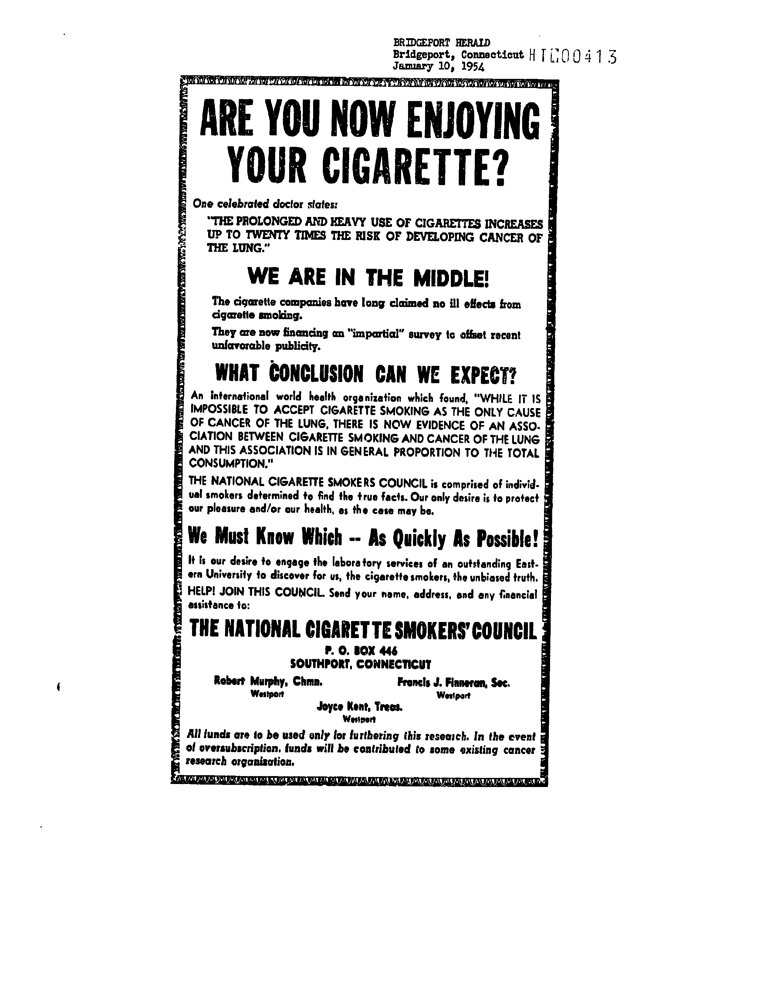 BRIDGEPORT HERALD
Bridgeport, Connecticut HTC00413
January 10, 1954
ARE YOU NOW ENJOYING
YOUR CIGARETTE?
One celebrated doctor states:
"THE PROLONGED AND HEAVY USE OF CIGARETTES INCREASES
UP TO TWENTY TIMES THE RISK OF DEVELOPING CANCER OF
THE LUNG."
WE ARE IN THE MIDDLE!
The cigarette companies have long claimed no ill effects from
cigarette smoking.
They are now financing an "impartial" survey to offset recent
unfavorable publicity.
WHAT CONCLUSION CAN WE EXPECT?
An international world health organization which found, "WHILE IT IS
IMPOSSIBLE TO ACCEPT CIGARETTE SMOKING AS THE ONLY CAUSE
OF CANCER OF THE LUNG, THERE IS NOW EVIDENCE OF AN ASSO-
CIATION BETWEEN CIGARETTE SMOKING AND CANCER OF THE LUNG
AND THIS ASSOCIATION IS IN GENERAL PROPORTION TO THE TOTAL
CONSUMPTION."
THE NATIONAL CIGARETTE SMOKERS COUNCIL is comprised of individ-
ual smokers determined to find the true facts. Our only desire is to protect
our pleasure and/or our health, as the case may be.
We Must Know Which -- As Quickly As Possible!
It is our desire to engage the laboratory services of an outstanding East-
ern University to discover for us, the cigarette smokers, the unbiased truth.
HELP! JOIN THIS COUNCIL. Send your name, address, and any financial
assistance to:
THE NATIONAL CIGARETTE SMOKERS' COUNCIL
P. O. BOX 446
SOUTHPORT, CONNECTICUT
Robert Murphy, Chmn. Francis J. Finneran, Sec.
Westport Westport
Joyce Kent, Treas.
Westport
All funds are to be used only for furthering this research. In the event
of oversubscription, funds will be contributed to some existing cancer
research organization.